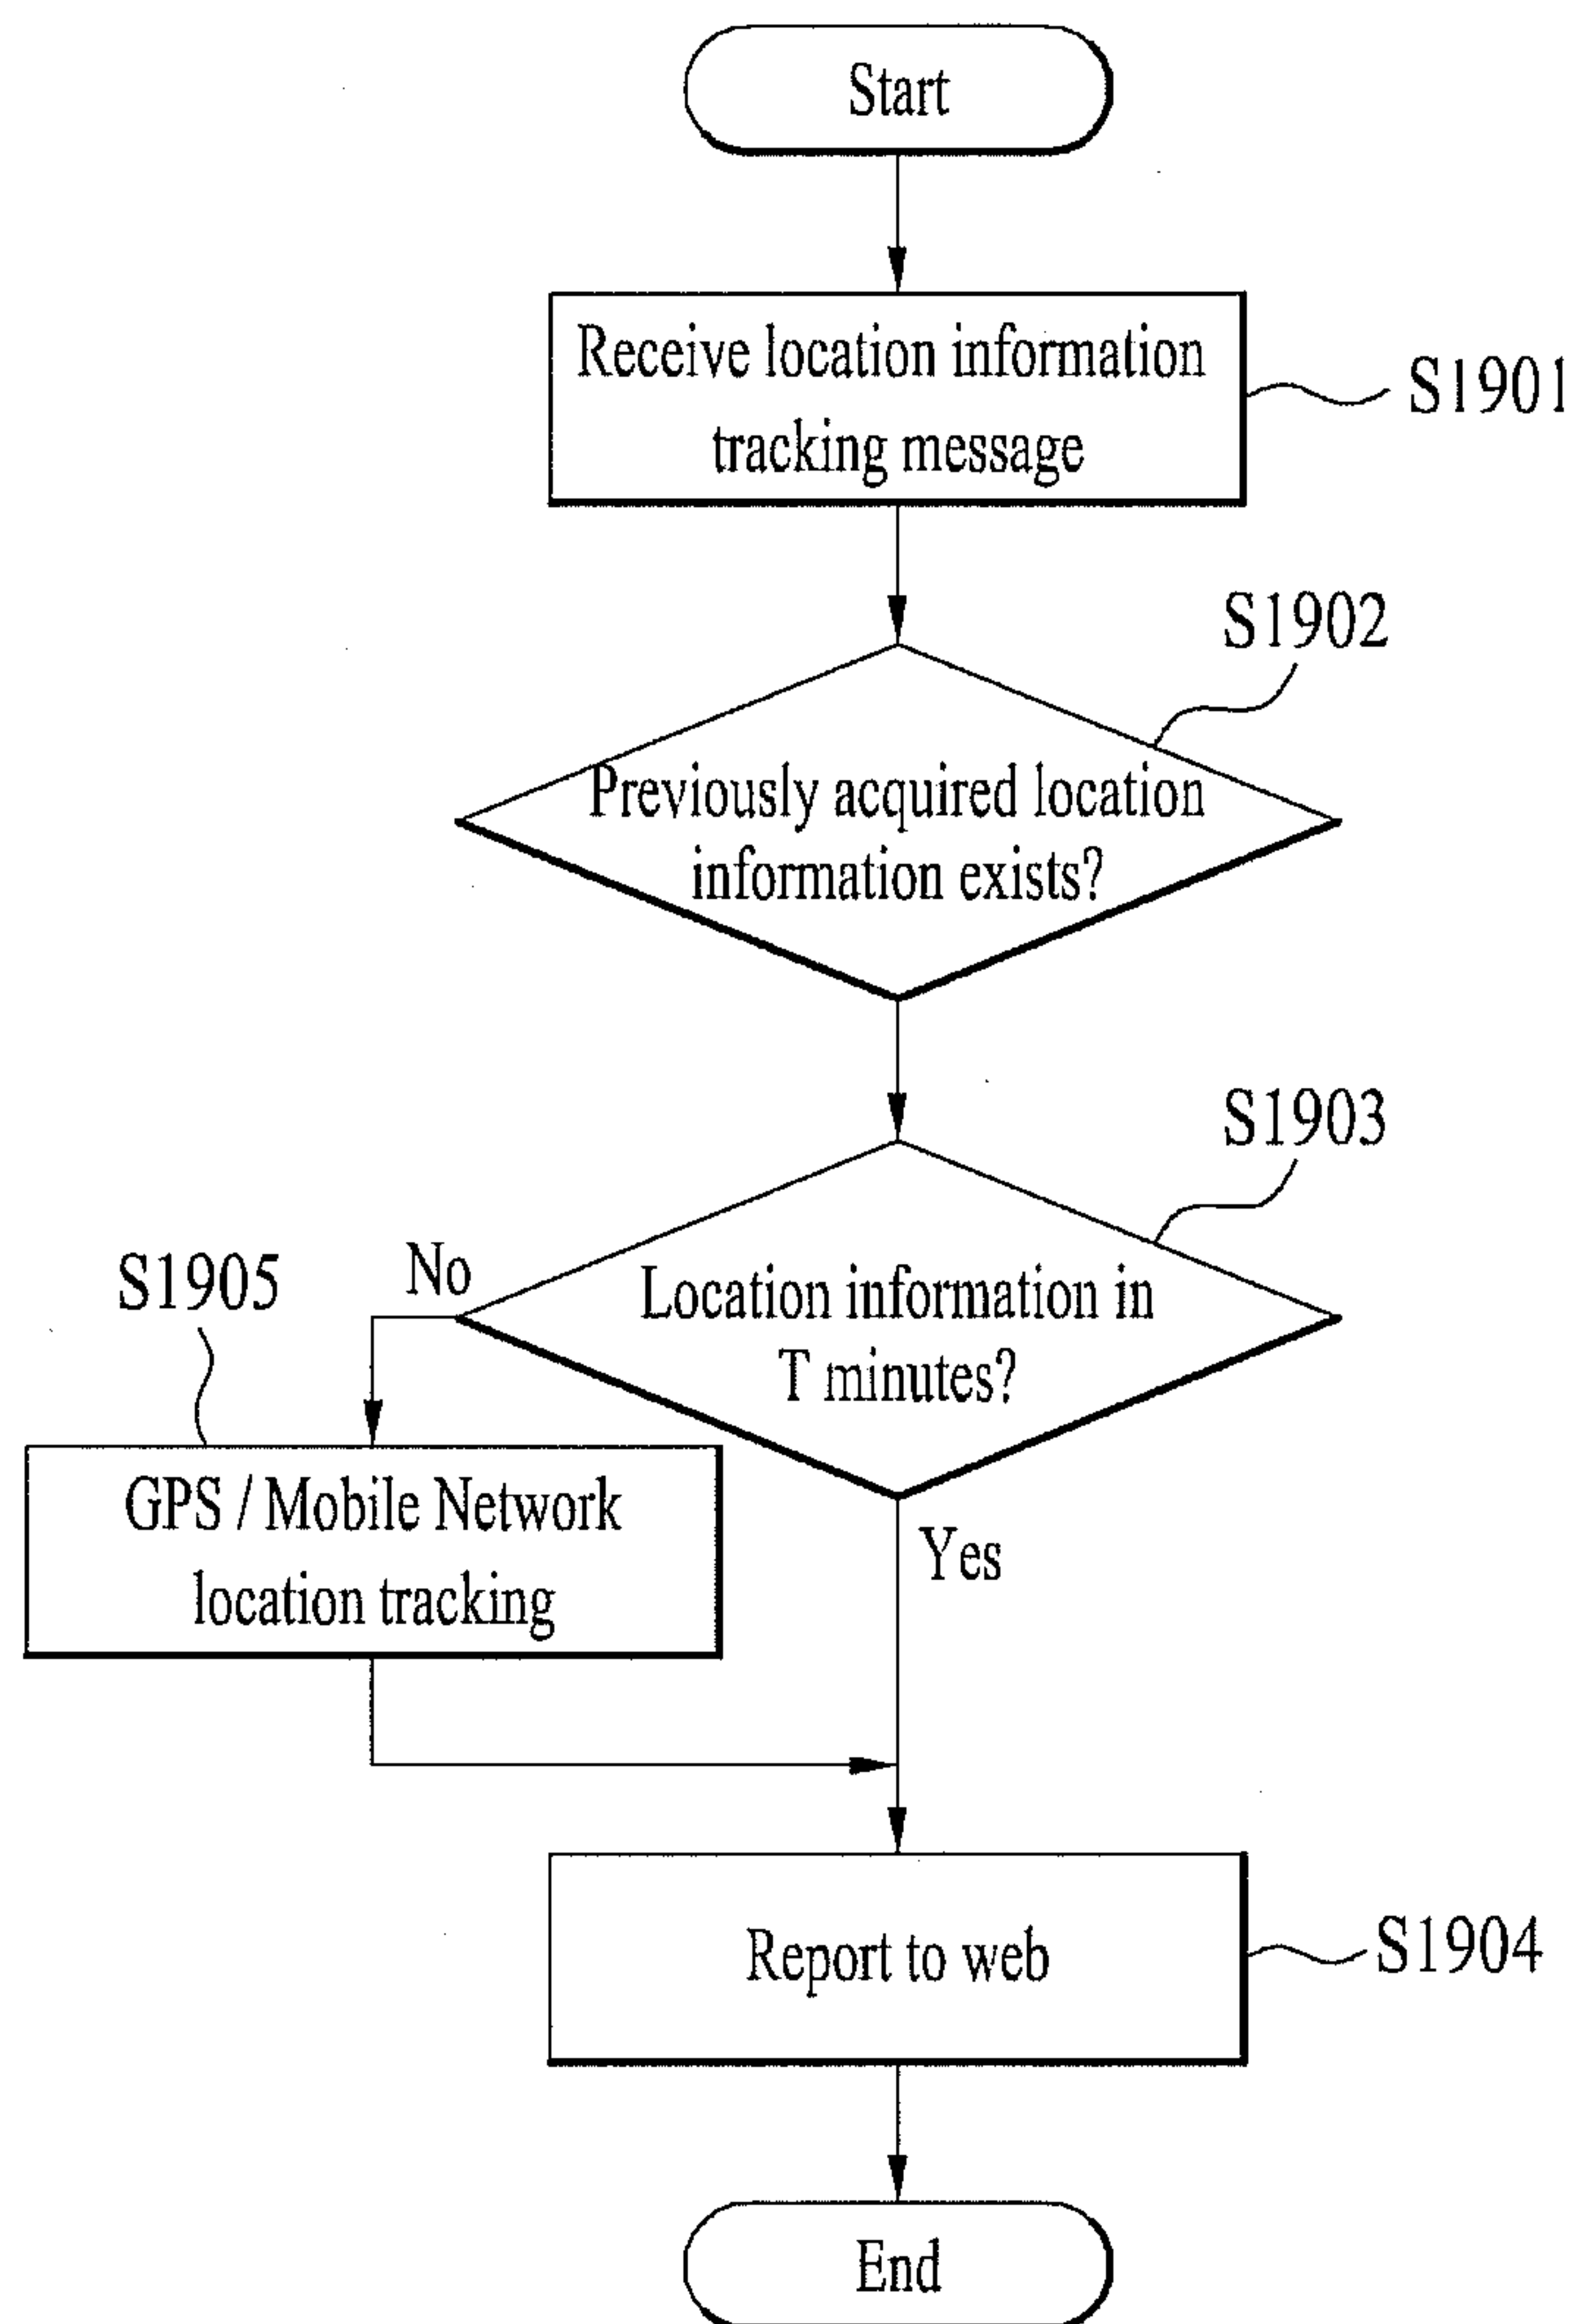 Start
Receive location information
tracking message
S1901
S1902
Previously acquired location
information exists?
S1903
Location information in
T minutes?
No
S1905
GPS / Mobile Network
location tracking
Yes
Report to web
S1904
End